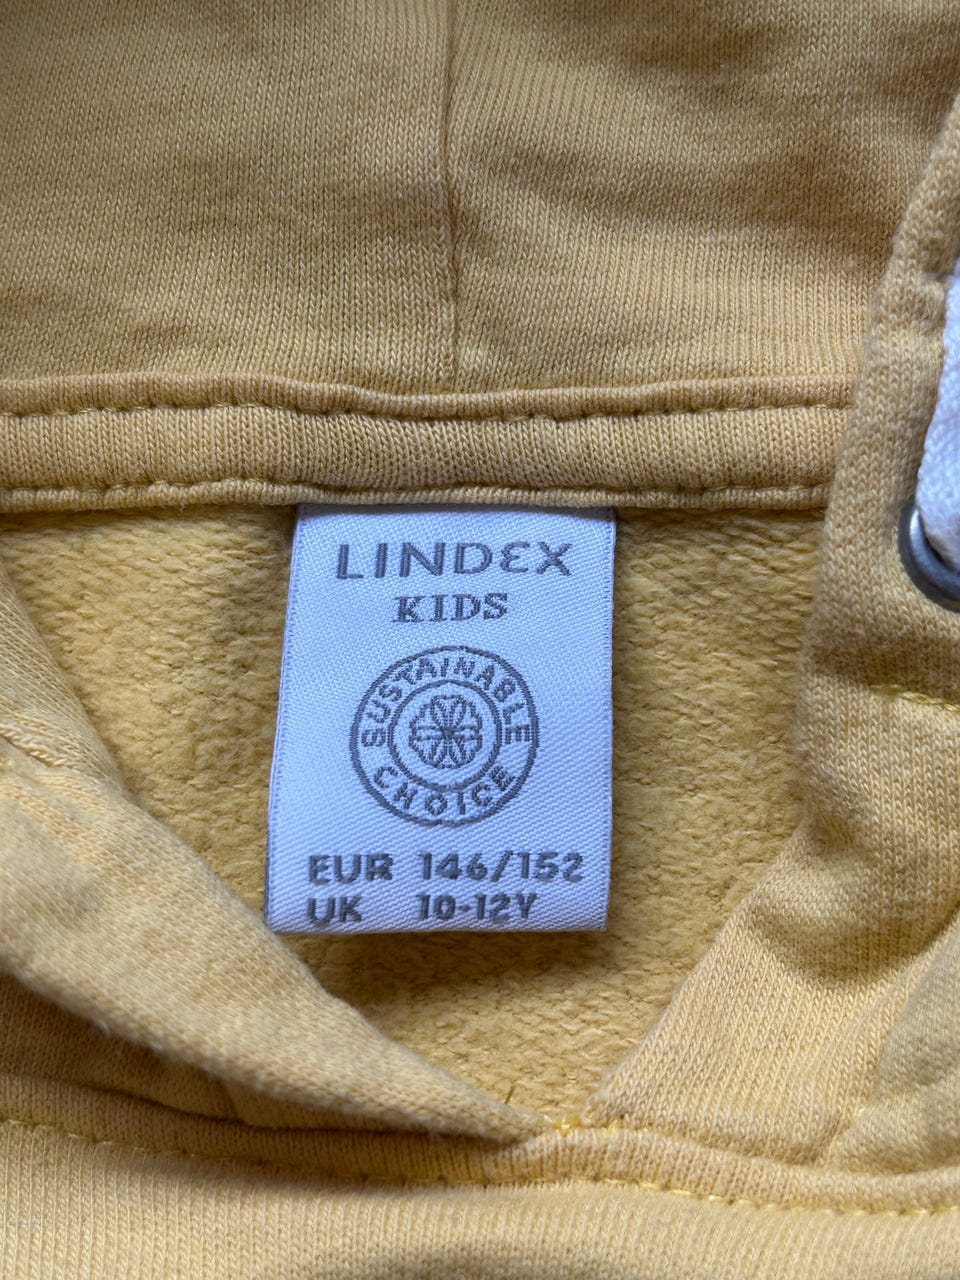 LINDEX
KIDS
SUSTAINABLE
CHOICE
EUR 146/152
UK 10-12Y